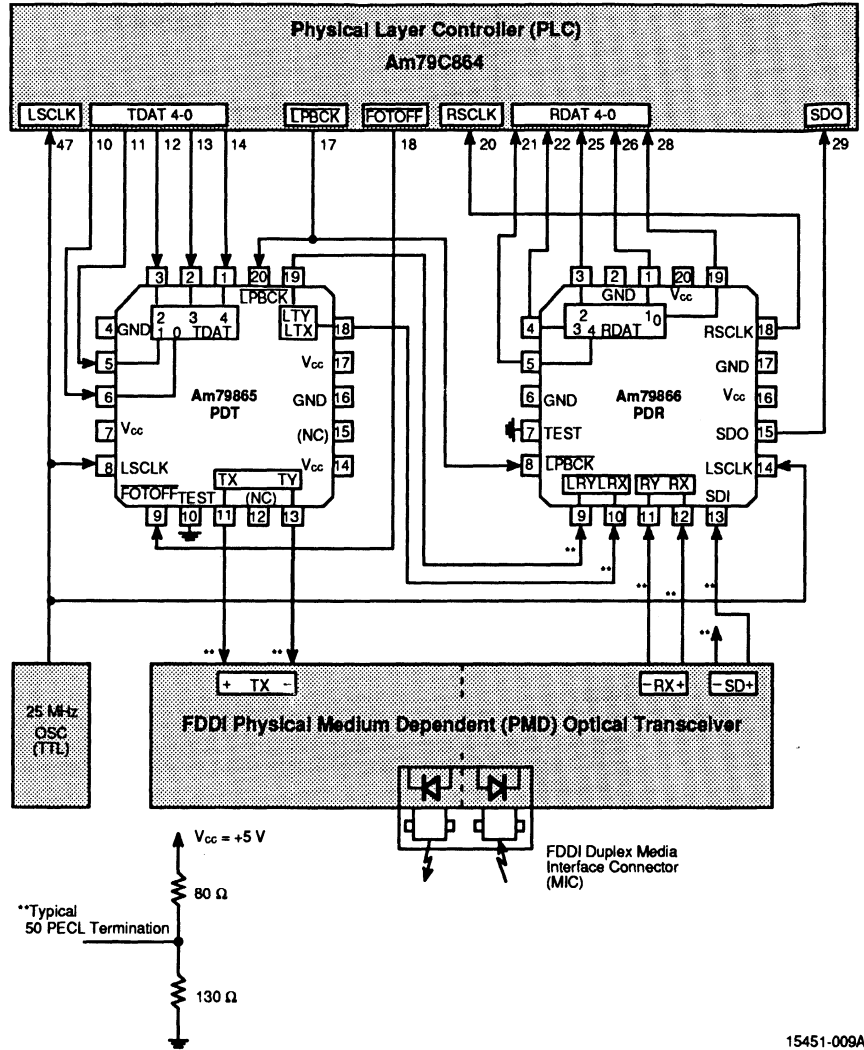 Physical Layer Controller (PLC)
Am79C864
LSCLK TDAT 4-0 LPBCK FOTOFF RSCLK RDAT 4-0 SDO
47 10 11 12 13 14 17 18 20 21 22 25 26 28 29
3 2 1 20 19
LPBCK
4 GND
2 3 4
1 0 TDAT
LTY
LTX
18
5
VCC 17
6
Am79865
PDT
GND 16
7 VCC
(NC) 15
8 LSCLK
VCC 14
TX TY
FOTOFF TEST (NC)
9 10 11 12 13
3 2 1 20 19
GND VCC
4
2 1 0
3 4 RDAT
RSCLK 18
5
GND 17
6 GND
Am79866
PDR
VCC 16
7 TEST
SDO 15
8 LPBCK
LSCLK 14
LRY LRX RY RX
SDI
9 10 11 12 13
** ** ** ** **
** ** **
+ TX - -RX+ -SD+
FDDI Physical Medium Dependent (PMD) Optical Transceiver
25 MHz
OSC
(TTL)
FDDI Duplex Media
Interface Connector
(MIC)
VCC = +5 V
80 Ω
**Typical
50 PECL Termination
130 Ω
15451-009A